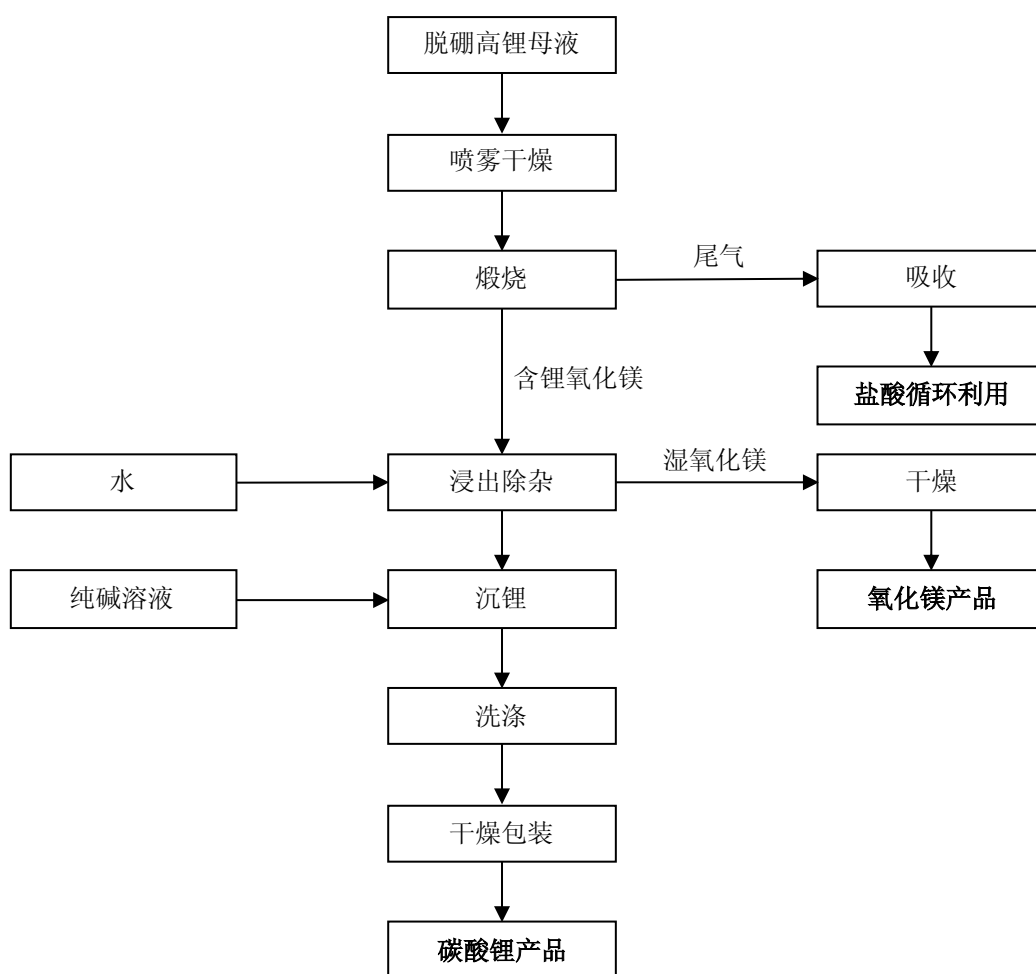 脱硼高锂母液
喷雾干燥
煅烧
尾气
吸收
含锂氧化镁
盐酸循环利用
水
浸出除杂
湿氧化镁
干燥
纯碱溶液
沉锂
氧化镁产品
洗涤
干燥包装
碳酸锂产品